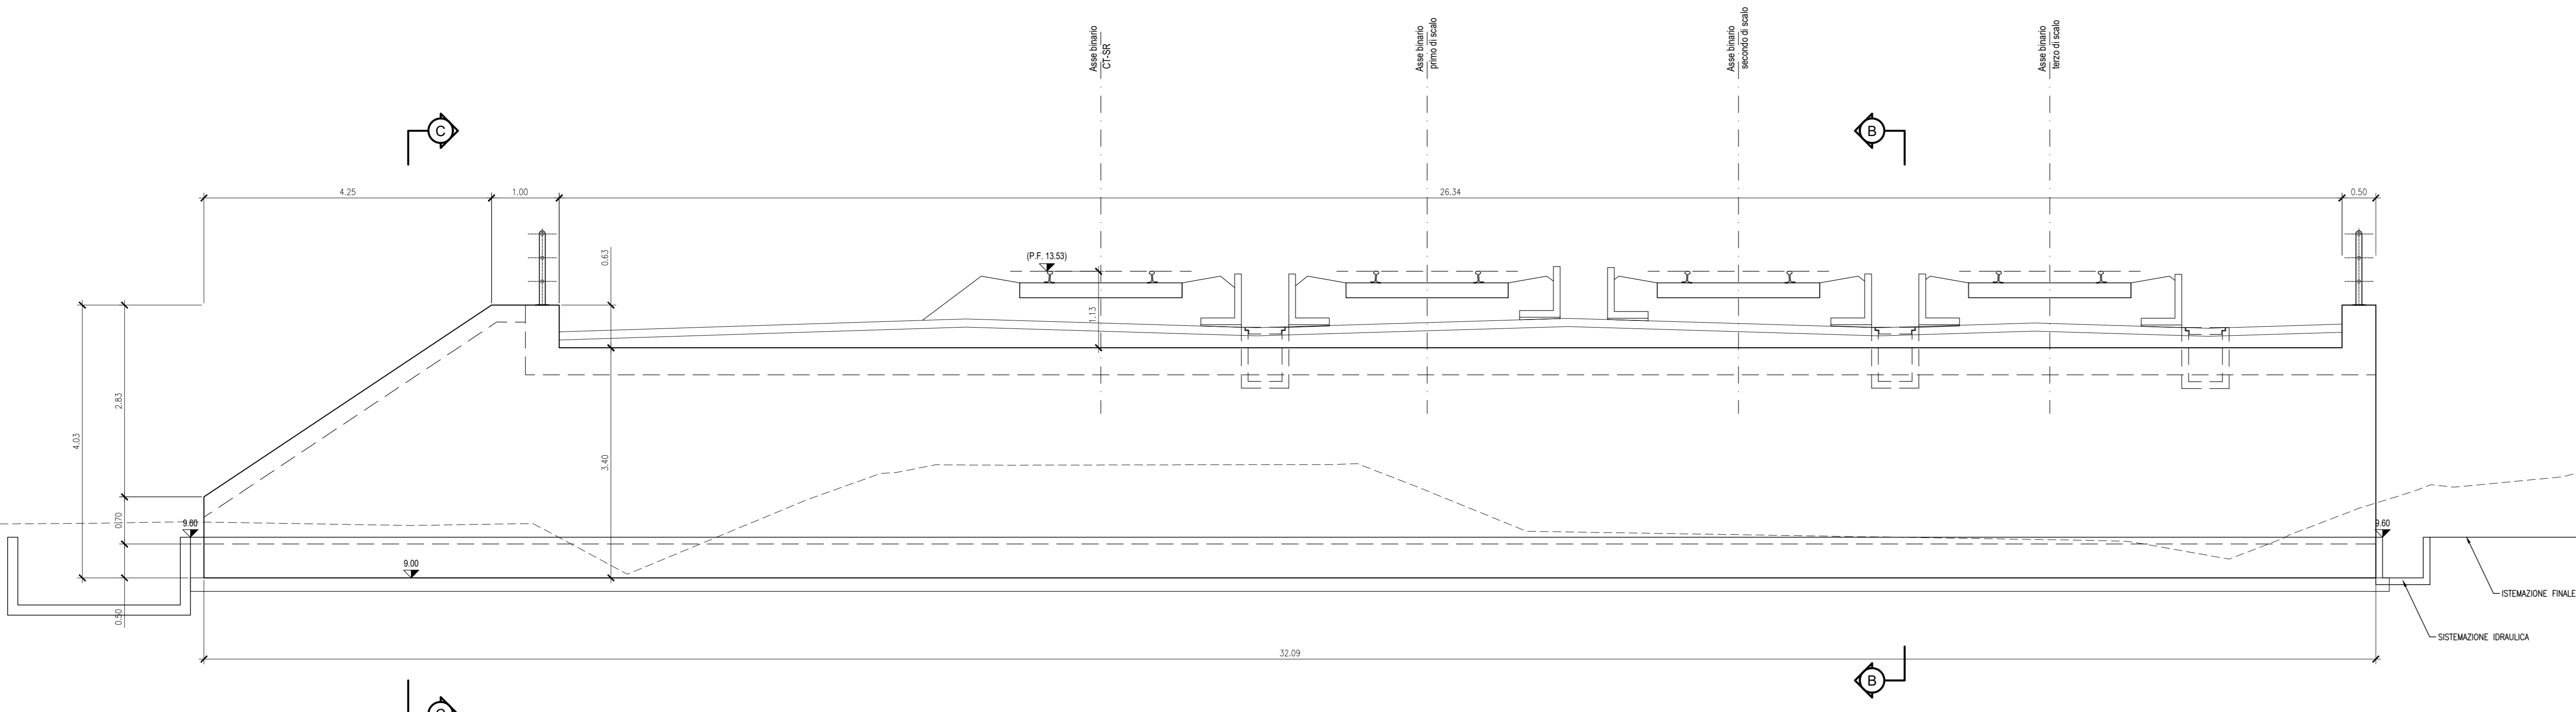 Asse binario
CT-SR
Asse binario
primo di scalo
Asse binario
secondo di scalo
Asse binario
terzo di scalo
C
B
4.25
1.00
26.34
0.50
0.63
(P.F. 13.53)
1.13
2.83
4.03
3.40
0.70
9.60
9.60
9.00
0.50
ISTEMAZIONE FINALE
SISTEMAZIONE IDRAULICA
32.09
B
C